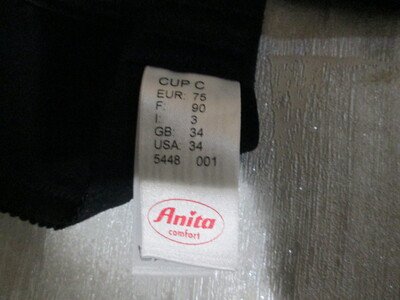 CUP C
EUR: 75
F: 90
I: 3
GB: 34
USA: 34
5448 001
Anita
comfort